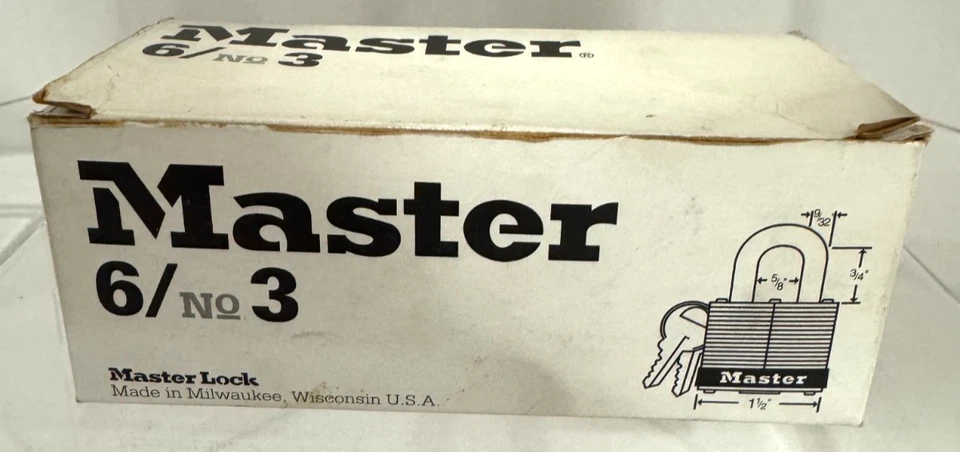 Master®
6/No 3
Master
6/No 3
Master Lock
Made in Milwaukee, Wisconsin U.S.A.
9/32"
3/4"
5/8"
Master
1 1/2"